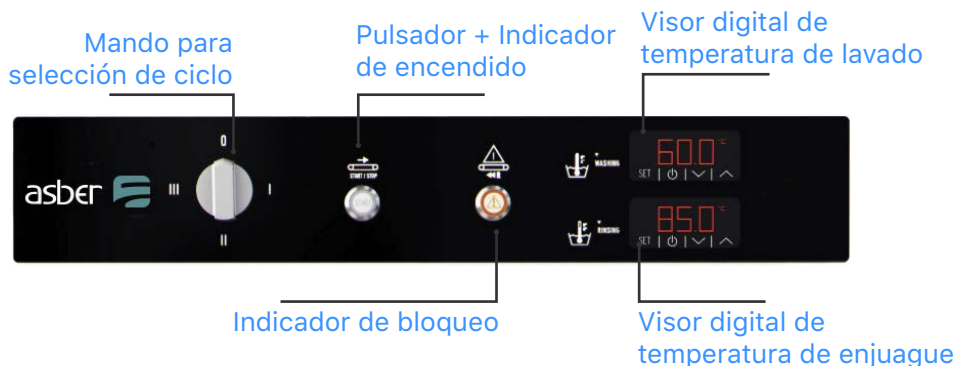 Mando para
selección de ciclo
Pulsador + Indicador
de encendido
Visor digital de
temperatura de lavado
0
I
II
III
asber
START / STOP
START
WASHING
60.0 °C
SET
RINSING
85.0 °C
SET
Indicador de bloqueo
Visor digital de
temperatura de enjuague